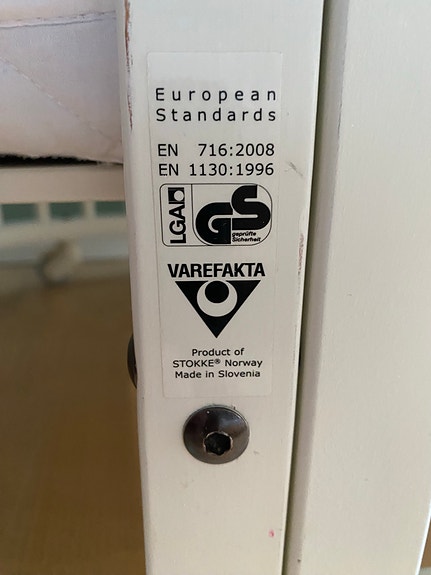 European
Standards
EN 716:2008
EN 1130:1996
LGA
GS
geprüfte
Sicherheit
VAREFAKTA
Product of
STOKKE® Norway
Made in Slovenia